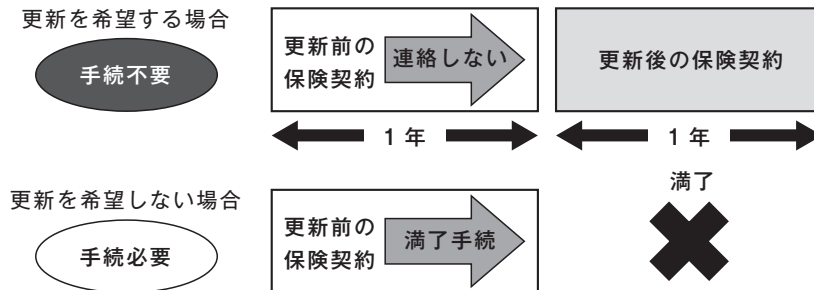 更新を希望する場合
手続不要
更新前の
保険契約
連絡しない
更新後の保険契約
1 年
1 年
更新を希望しない場合
手続必要
更新前の
保険契約
満了手続
満了